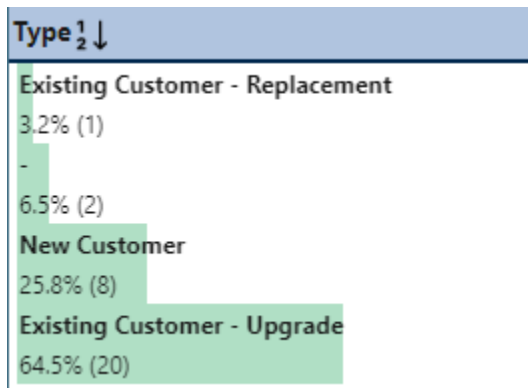 Type 1 2 ↓
Existing Customer - Replacement
3.2% (1)
-
6.5% (2)
New Customer
25.8% (8)
Existing Customer - Upgrade
64.5% (20)